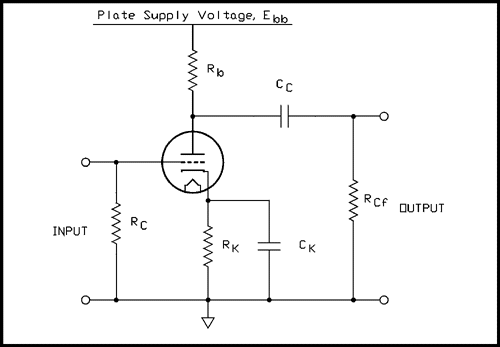 Plate Supply Voltage, Ebb
Rb
CC
RCf
OUTPUT
RC
INPUT
RK
CK